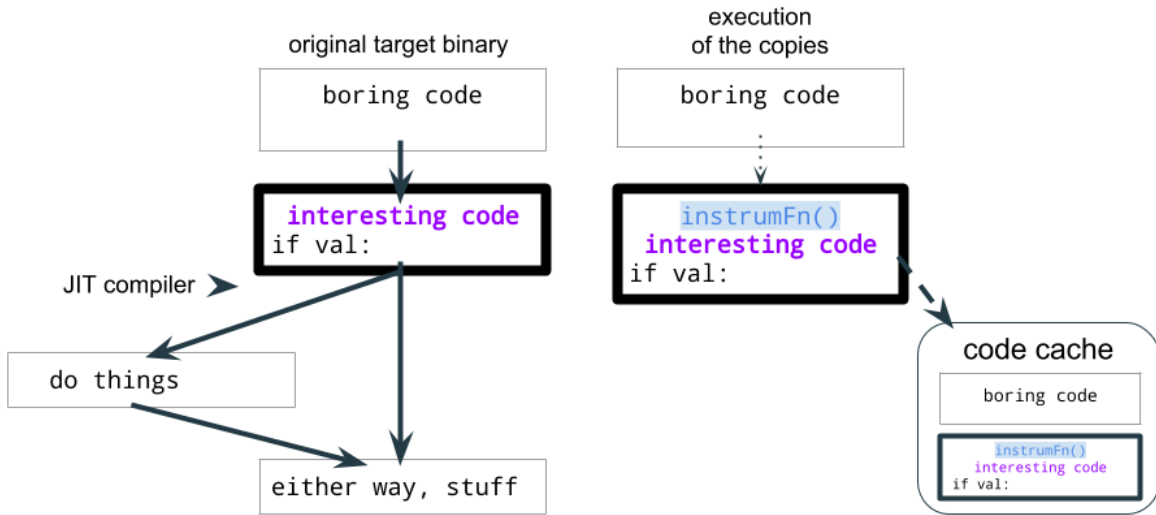 original target binary
boring code
interesting code
if val:
JIT compiler
do things
either way, stuff
execution
of the copies
boring code
instrumFn()
interesting code
if val:
code cache
boring code
instrumFn()
interesting code
if val: